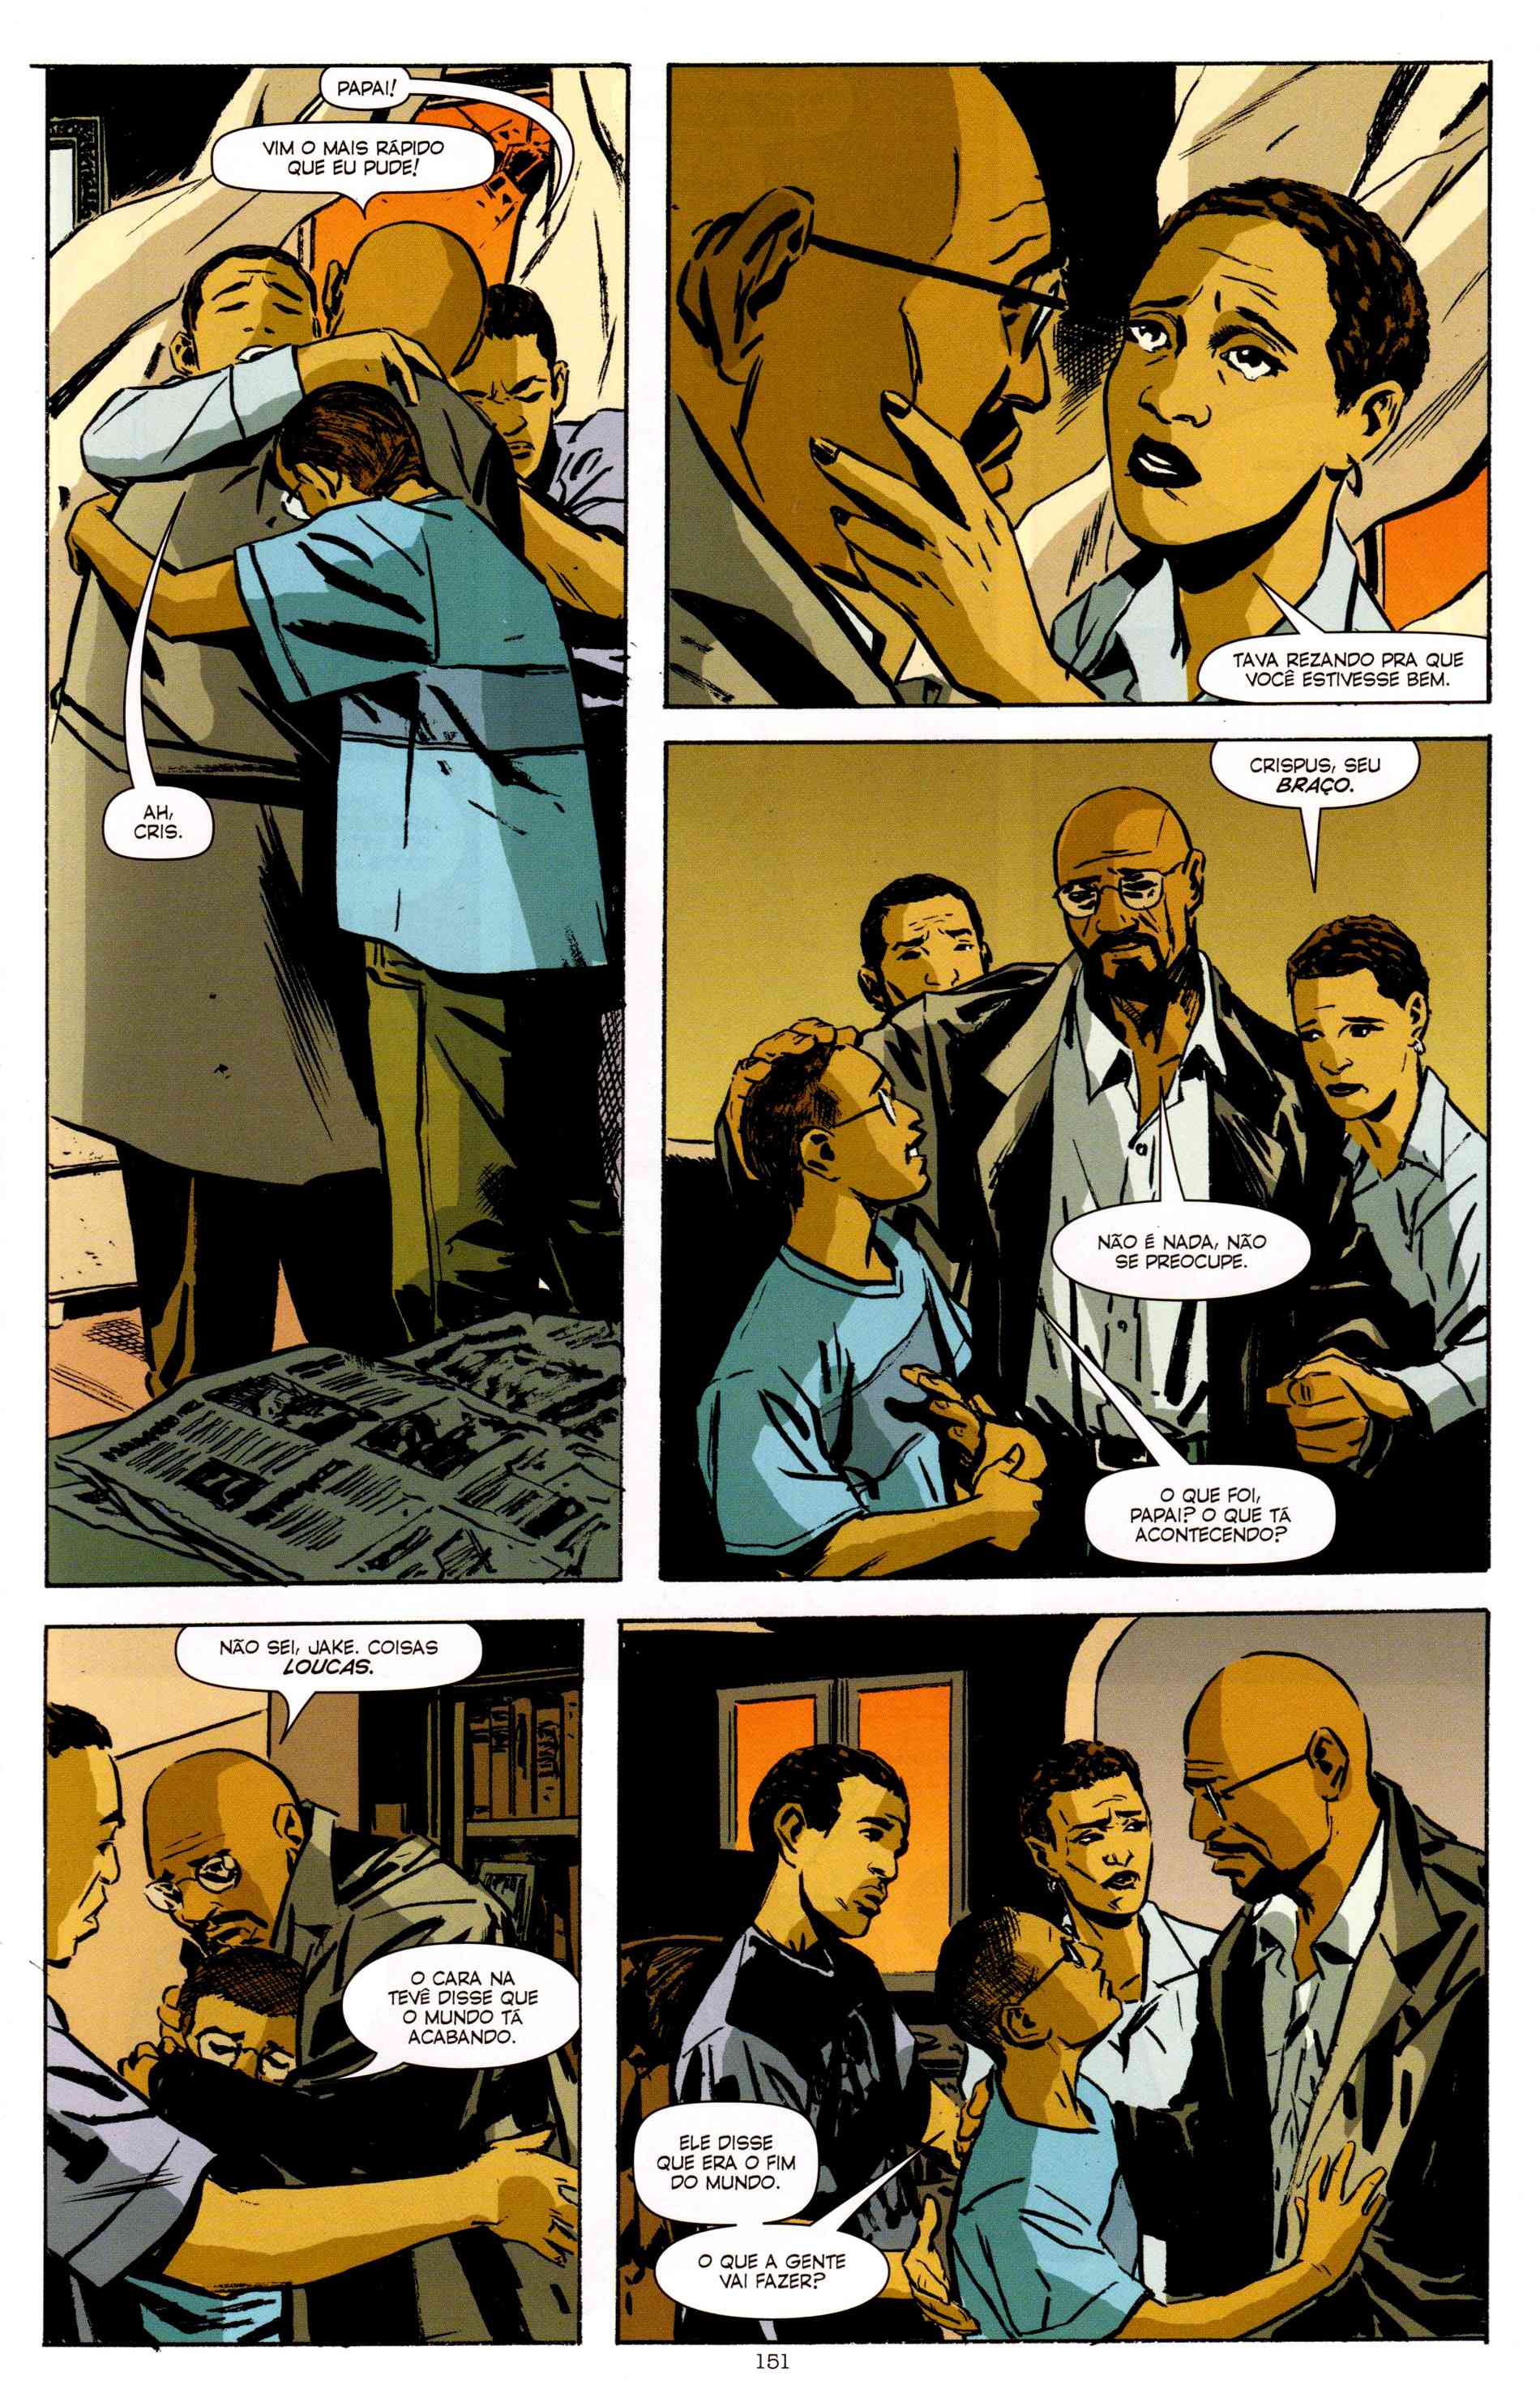 PAPAI!
VIM O MAIS RÁPIDO
QUE EU PUDE!
AH,
CRIS.
TAVA REZANDO PRA QUE
VOCÊ ESTIVESSE BEM.
CRISPUS, SEU
BRAÇO.
NÃO É NADA, NÃO
SE PREOCUPE.
O QUE FOI,
PAPAI? O QUE TÁ
ACONTECENDO?
NÃO SEI, JAKE. COISAS
LOUCAS.
O CARA NA
TEVÊ DISSE QUE
O MUNDO TÁ
ACABANDO.
ELE DISSE
QUE ERA O FIM
DO MUNDO.
O QUE A GENTE
VAI FAZER?
151